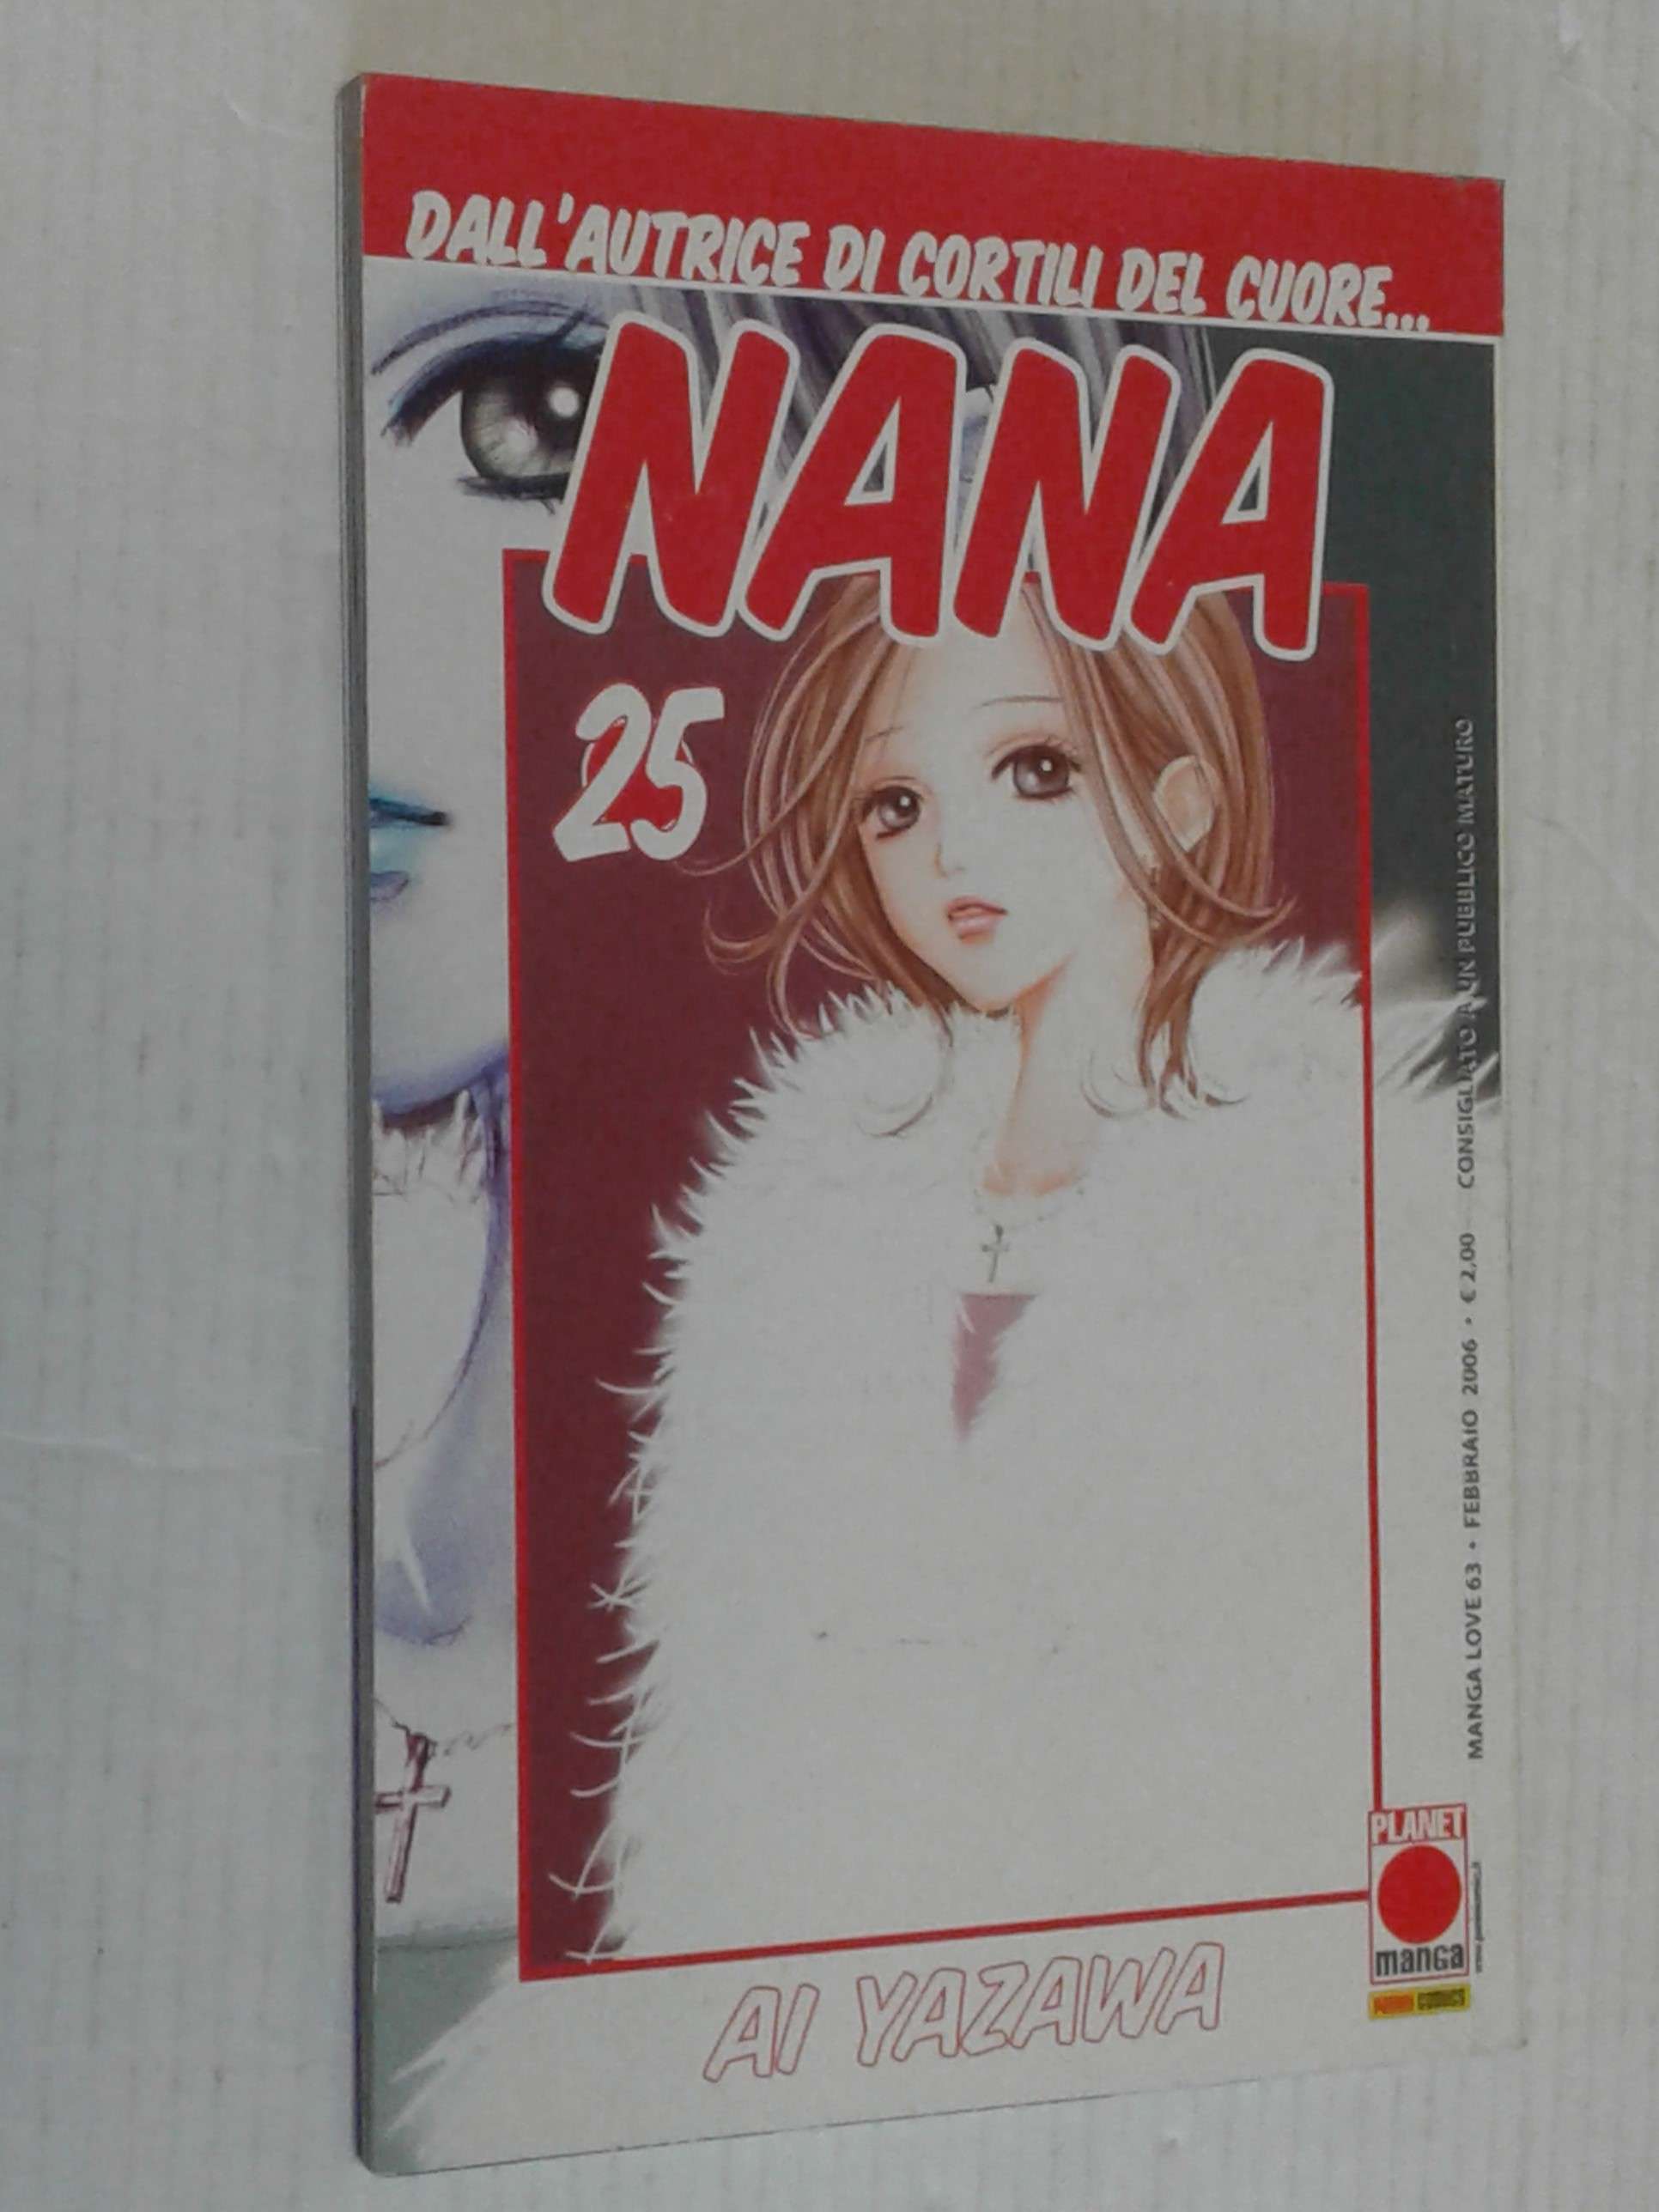 DALL'AUTRICE DI CORTILI DEL CUORE...
NANA
25
MANGA LOVE 63 • FEBBRAIO 2006 • € 2,00 CONSIGLIATO A UN PUBBLICO MATURO
PLANET
manga
PANINI COMICS
AI YAZAWA